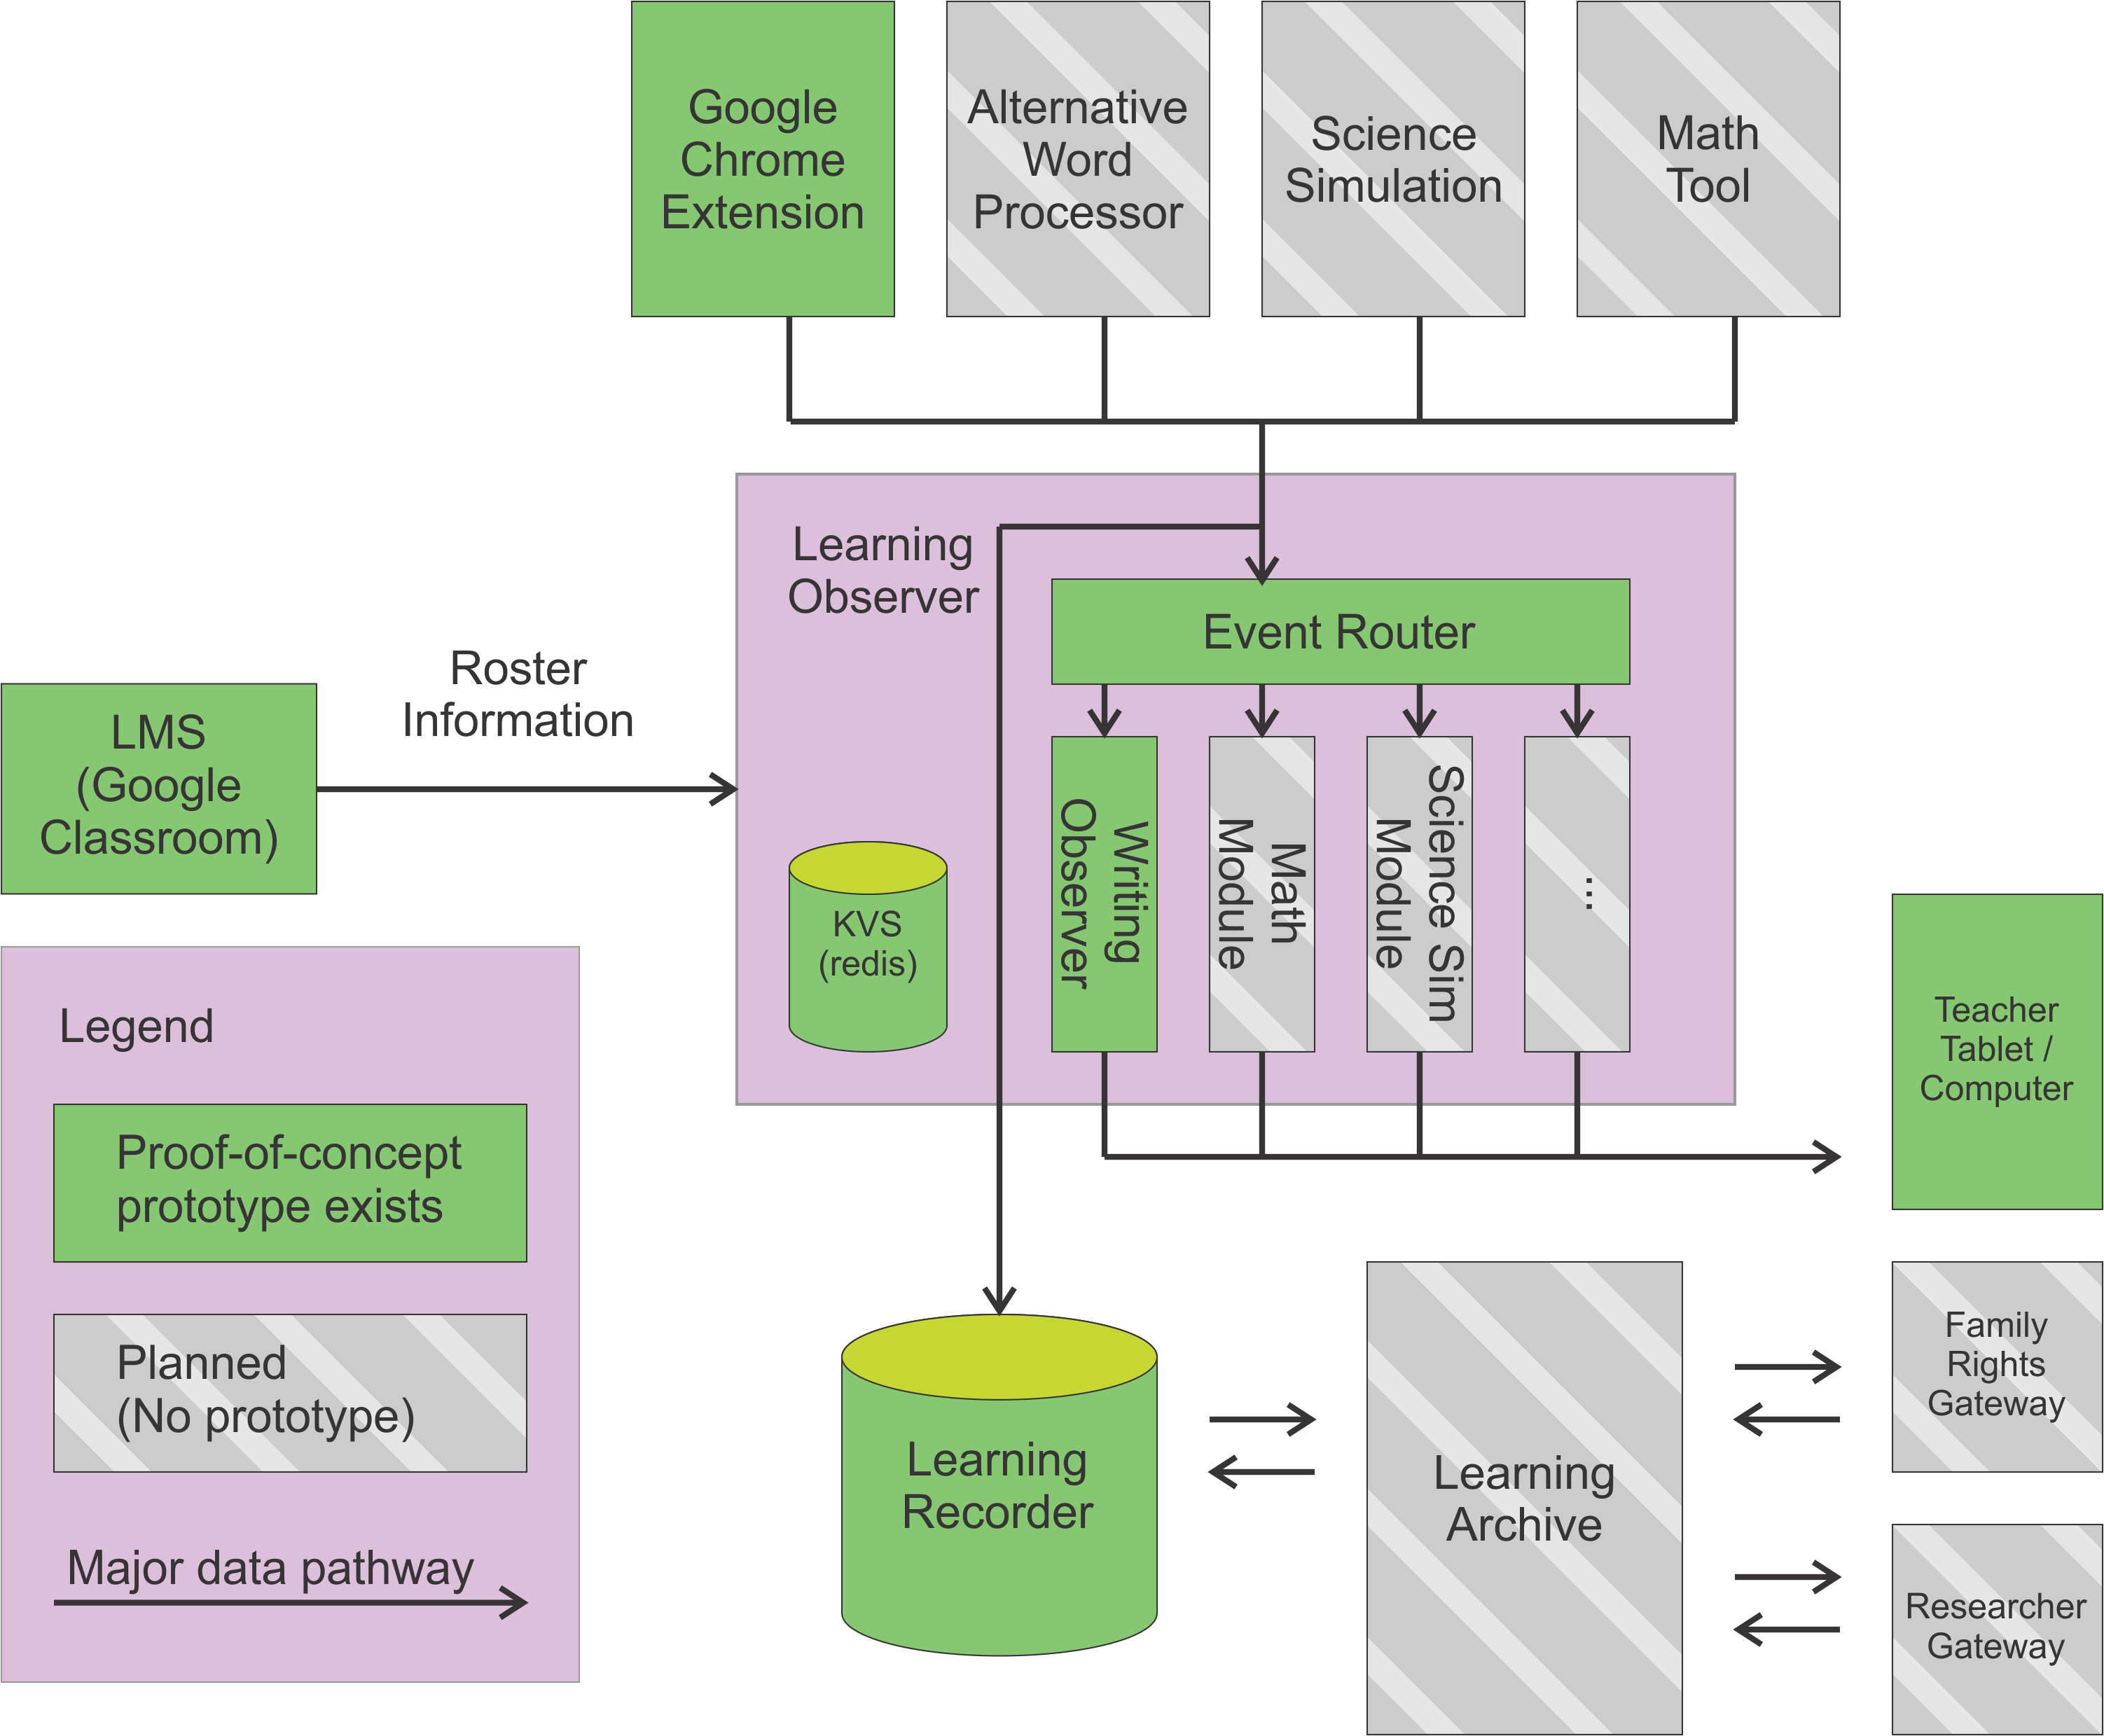 Google
Chrome
Extension
Alternative
Word
Processor
Science
Simulation
Math
Tool
Learning
Observer
Event Router
Roster
Information
LMS
(Google
Classroom)
KVS
(redis)
Writing
Observer
Math
Module
Science Sim
Module
...
Teacher
Tablet /
Computer
Legend
Proof-of-concept
prototype exists
Planned
(No prototype)
Major data pathway
Learning
Recorder
Learning
Archive
Family
Rights
Gateway
Researcher
Gateway